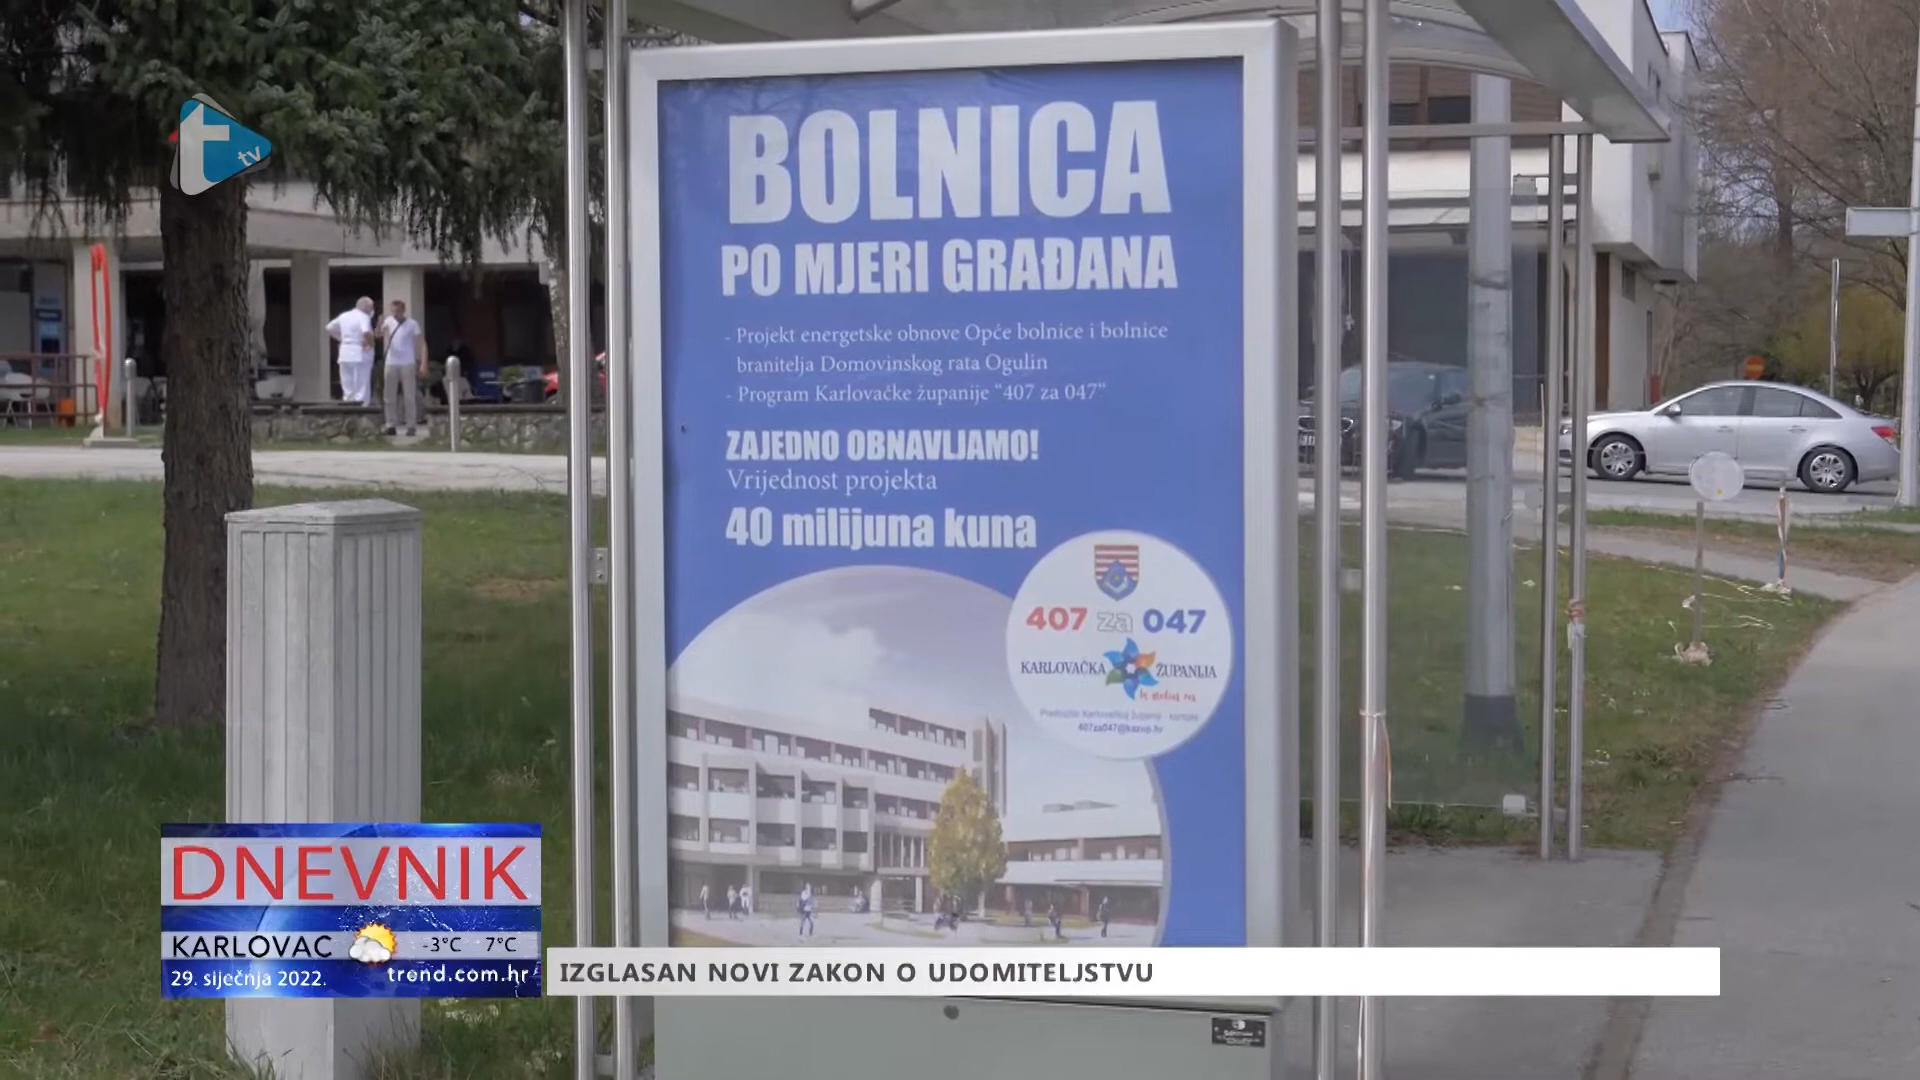 t tv
BOLNICA
PO MJERI GRAĐANA
- Projekt energetske obnove Opće bolnice i bolnice
branitelja Domovinskog rata Ogulin
- Program Karlovačke županije "407 za 047"
ZAJEDNO OBNAVLJAMO!
Vrijednost projekta
40 milijuna kuna
407 za 047
KARLOVAČKA ŽUPANIJA
407za047@kazup.hr
DNEVNIK
KARLOVAC -3°C 7°C
29. siječnja 2022. trend.com.hr
IZGLASAN NOVI ZAKON O UDOMITELJSTVU